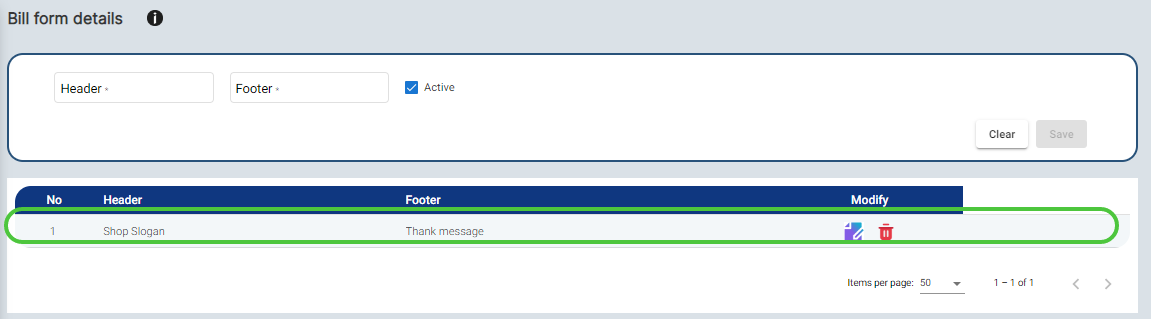 Bill form details
Header *
Footer *
Active
Clear
Save
No Header Footer Modify
1 Shop Slogan Thank message
Items per page: 50 1 – 1 of 1